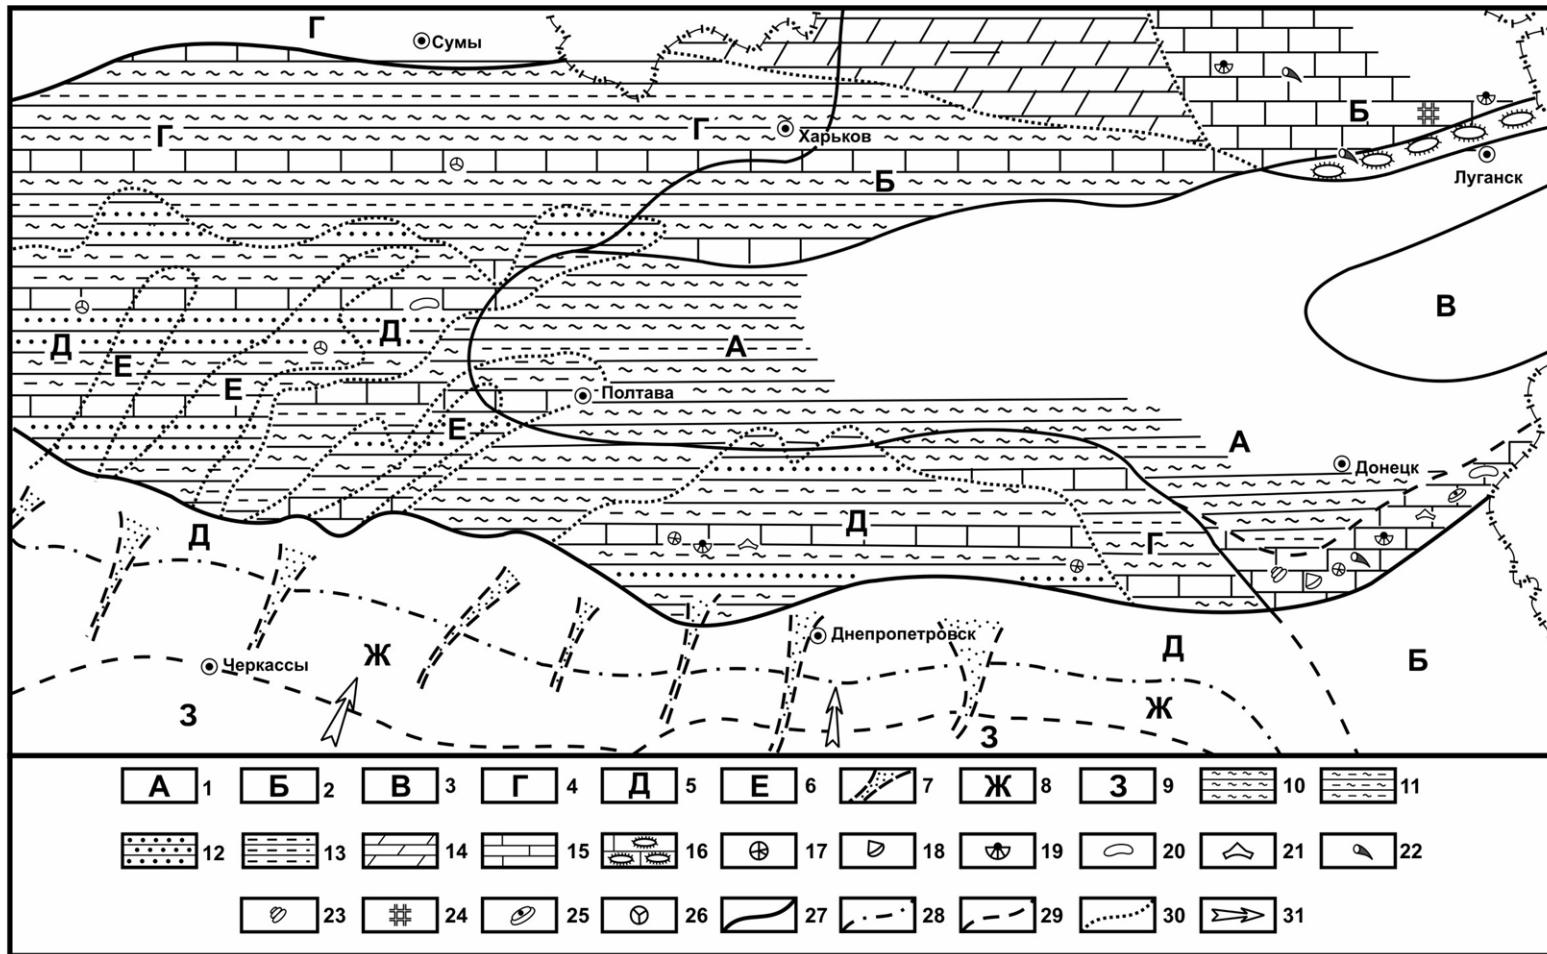 Г
Сумы
Б
Г
Г
Харьков
Луганск
Б
В
Д
Д
А
Е
Е
Полтава
Е
А
Донецк
Д
Д
Г
Днепропетровск
Ж
Черкассы
Д
Б
З
Ж
З
А 1 Б 2 В 3 Г 4 Д 5 Е 6 7 Ж 8 З 9 10 11
12 13 14 15 16 17 18 19 20 21 22
23 24 25 26 27 28 29 30 31